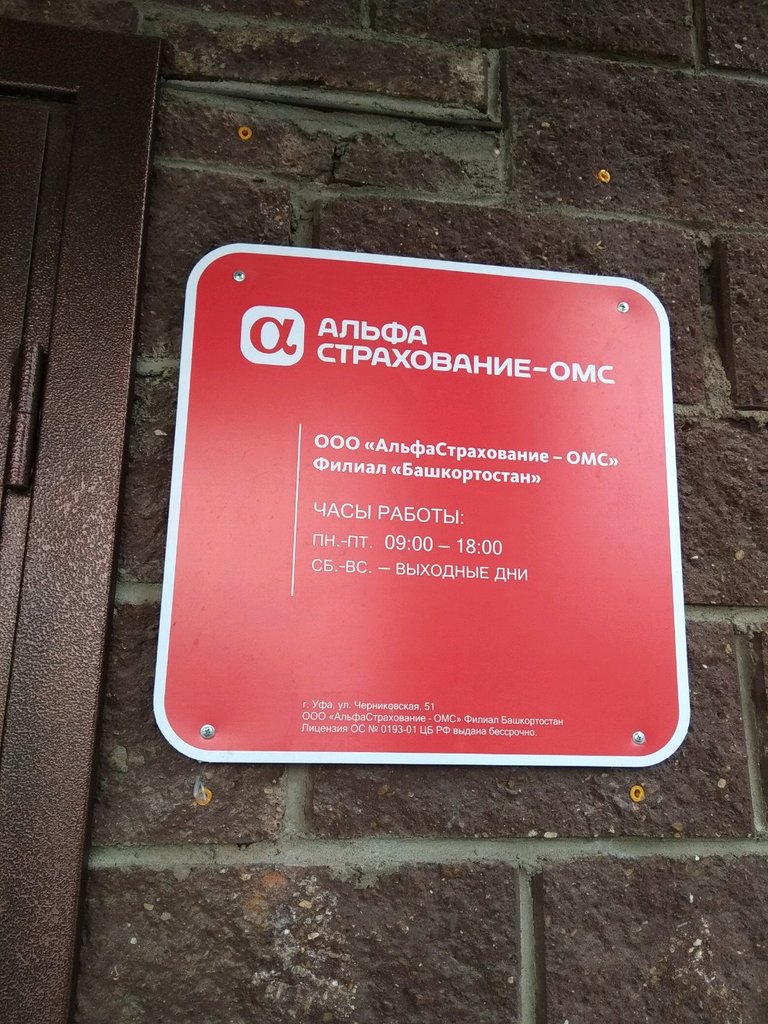 α
АЛЬФА
СТРАХОВАНИЕ-ОМС
ООО «АльфаСтрахование – ОМС»
Филиал «Башкортостан»
ЧАСЫ РАБОТЫ:
ПН.-ПТ. 09:00 – 18:00
СБ.-ВС. – ВЫХОДНЫЕ ДНИ
г. Уфа, ул. Черниковская, 51
ООО «АльфаСтрахование - ОМС» Филиал Башкортостан
Лицензия ОС № 0193-01 ЦБ РФ выдана бессрочно.